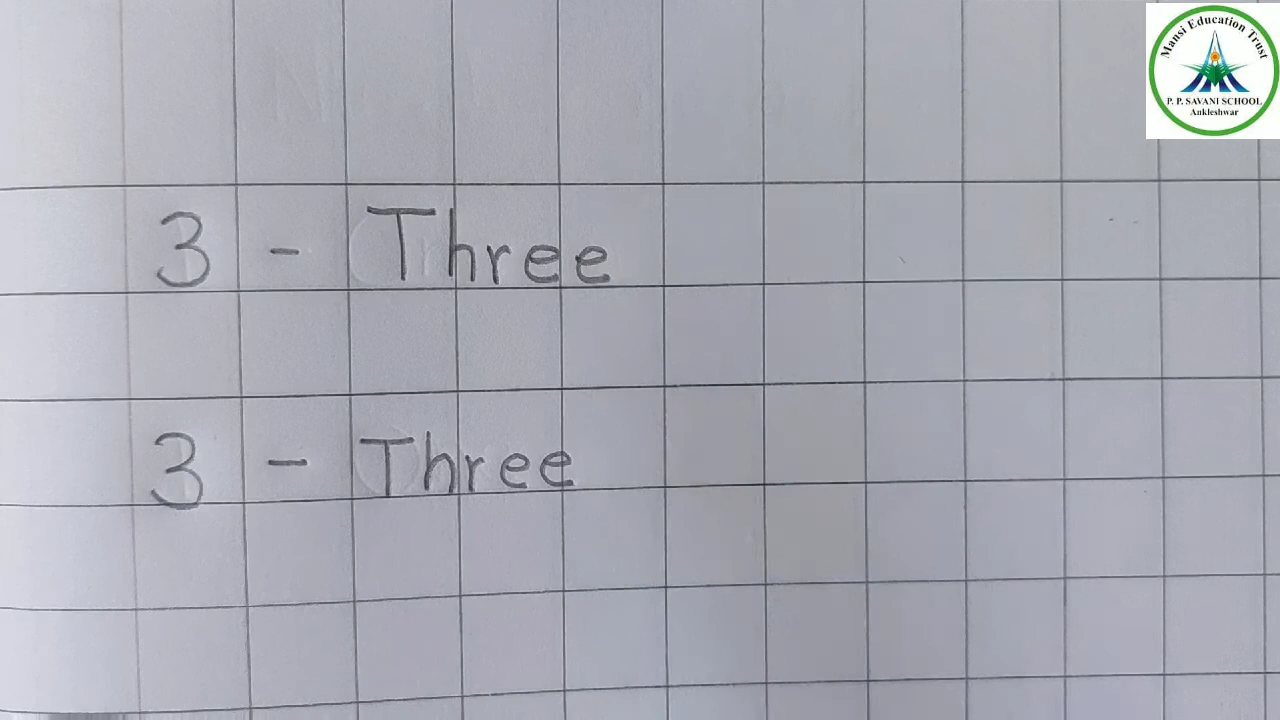 Mansi Education Trust
P. P. SAVANI SCHOOL
Ankleshwar
3 - Three
3 - Three